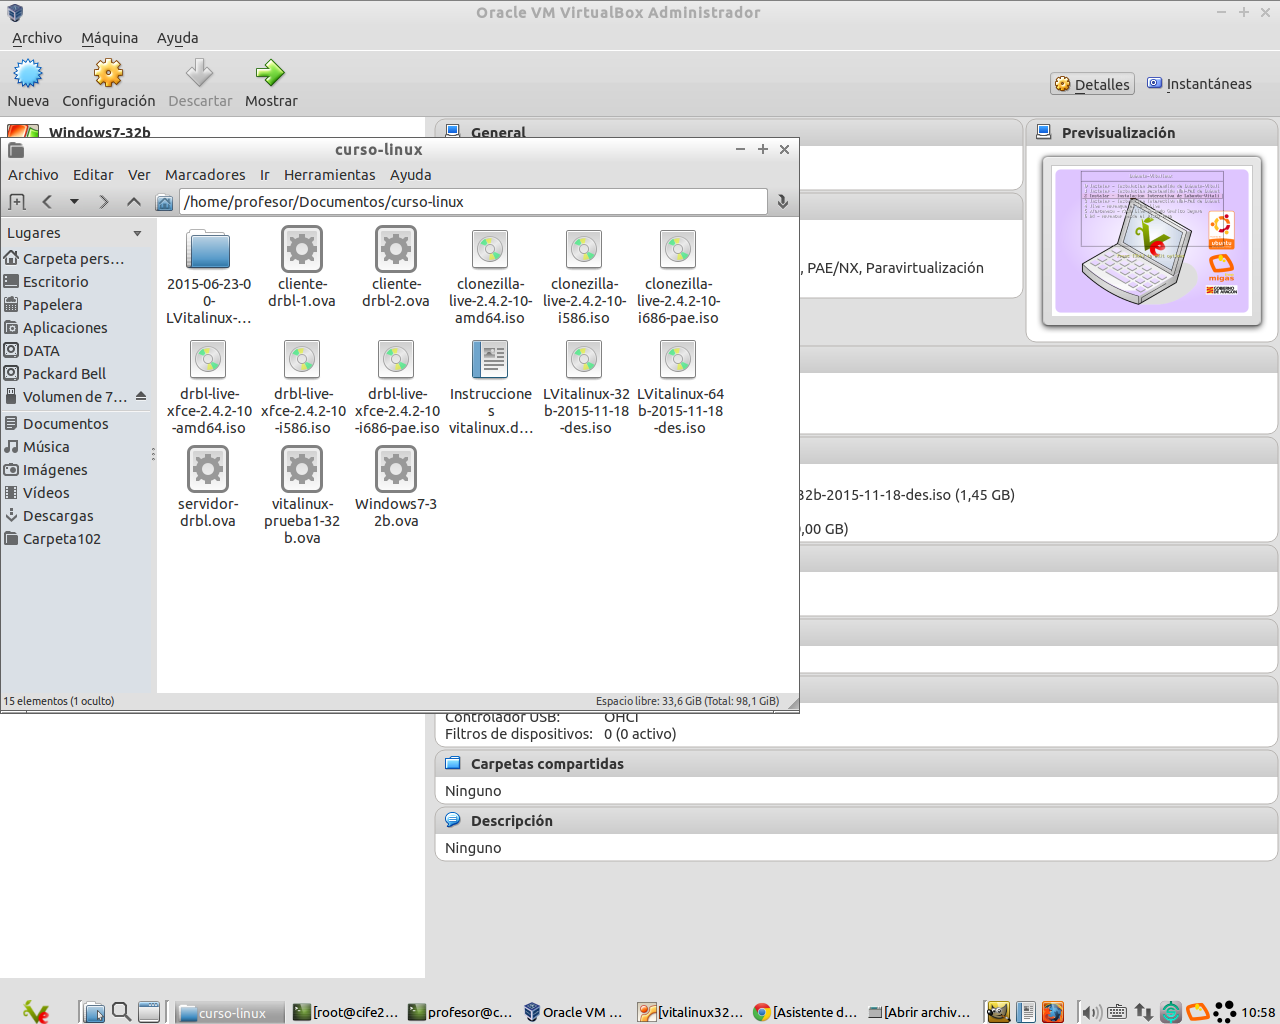 Oracle VM VirtualBox Administrador
Archivo Máquina Ayuda
Nueva Configuración Descartar Mostrar
Detalles Instantáneas
Windows7-32b
General
Previsualización
curso-linux
Archivo Editar Ver Marcadores Ir Herramientas Ayuda
/home/profesor/Documentos/curso-linux
Lugares
Carpeta pers...
Escritorio
Papelera
Aplicaciones
DATA
Packard Bell
Volumen de 7...
Documentos
Música
Imágenes
Vídeos
Descargas
Carpeta102
2015-06-23-00-LVitalinux-...
cliente-drbl-1.ova
cliente-drbl-2.ova
clonezilla-live-2.4.2-10-amd64.iso
clonezilla-live-2.4.2-10-i586.iso
clonezilla-live-2.4.2-10-i686-pae.iso
drbl-live-xfce-2.4.2-10-amd64.iso
drbl-live-xfce-2.4.2-10-i586.iso
drbl-live-xfce-2.4.2-10-i686-pae.iso
Instrucciones vitalinux.d...
LVitalinux-32b-2015-11-18-des.iso
LVitalinux-64b-2015-11-18-des.iso
servidor-drbl.ova
vitalinux-prueba1-32b.ova
Windows7-32b.ova
15 elementos (1 oculto)
Espacio libre: 33,6 GiB (Total: 98,1 GiB)
, PAE/NX, Paravirtualización
ubuntu
migas
GOBIERNO DE ARAGON
32b-2015-11-18-des.iso (1,45 GB)
,00 GB)
Controlador USB: OHCI
Filtros de dispositivos: 0 (0 activo)
Carpetas compartidas
Ninguno
Descripción
Ninguno
curso-linux
[root@cife2...
profesor@c...
Oracle VM ...
[vitalinux32...
[Asistente d...
[Abrir archiv...
10:58